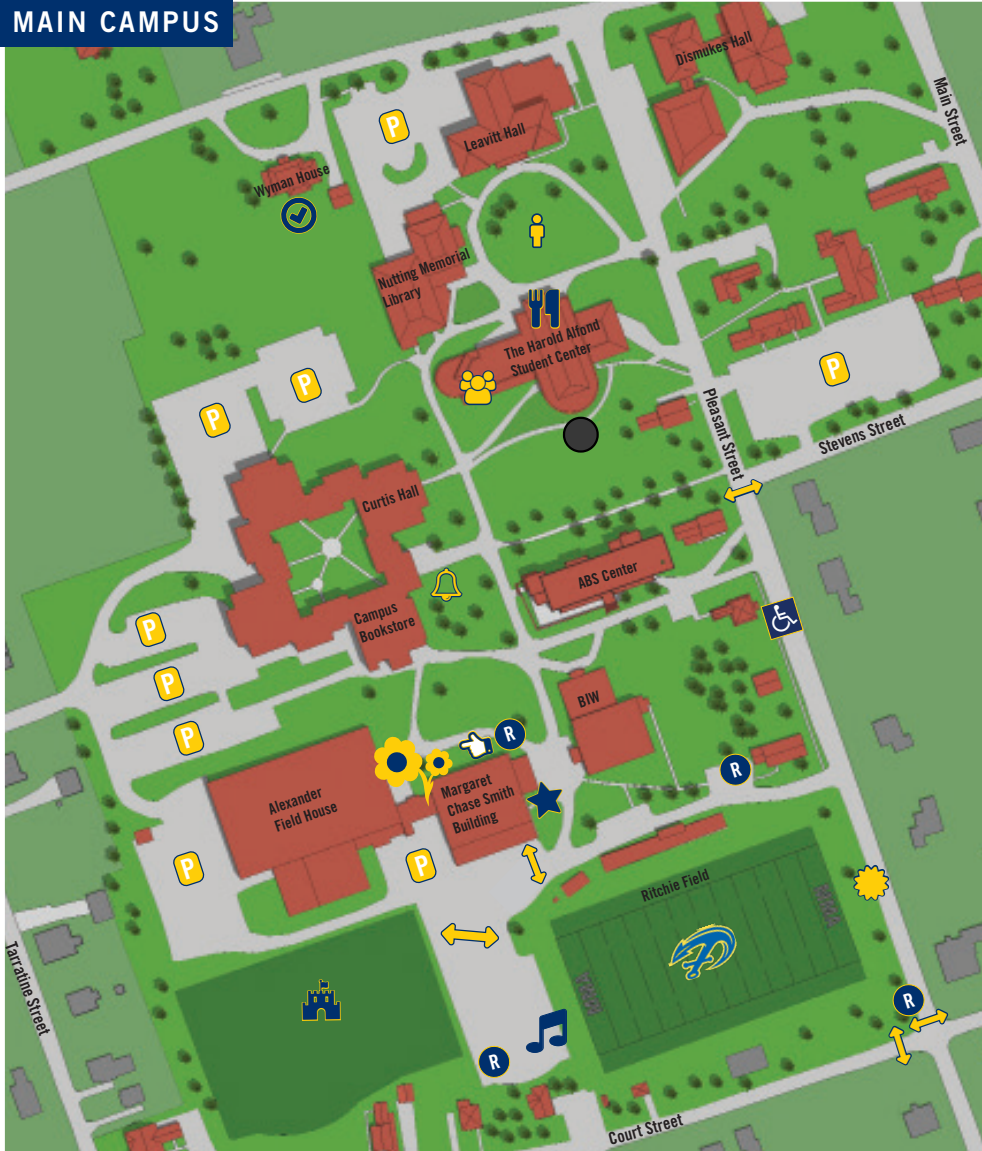 MAIN CAMPUS
Dismukes Hall
Main Street
P
Leavitt Hall
Wyman House
Nutting Memorial
Library
The Harold Alfond
Student Center
P
P
P
Pleasant Street
Stevens Street
Curtis Hall
ABS Center
Campus
Bookstore
P
P
P
BIW
R
R
Alexander
Field House
Margaret
Chase Smith
Building
P
P
Ritchie Field
Tarratine Street
R
R
Court Street